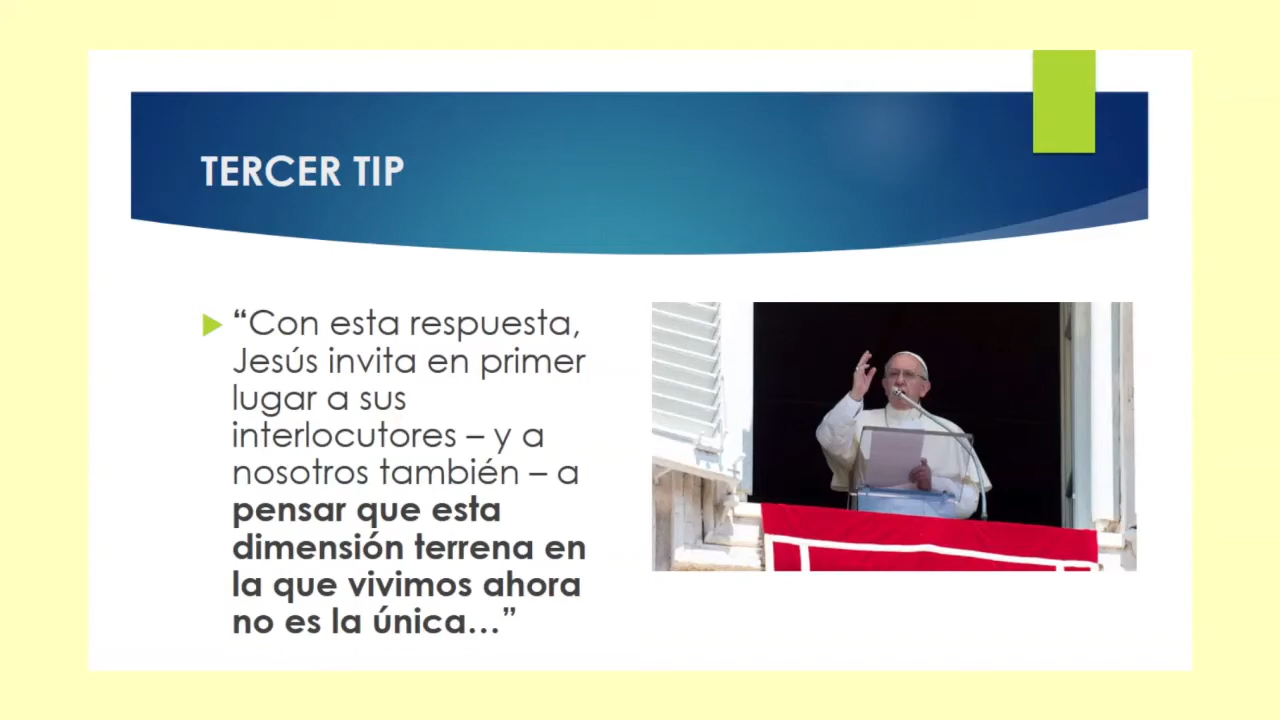 TERCER TIP
“Con esta respuesta,
Jesús invita en primer
lugar a sus
interlocutores – y a
nosotros también – a
pensar que esta
dimensión terrena en
la que vivimos ahora
no es la única…”